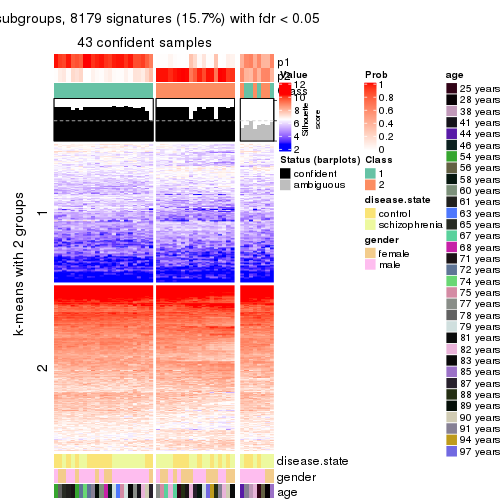 subgroups, 8179 signatures (15.7%) with fdr < 0.05
43 confident samples
p1
p2
Class
Silhouette
score
k-means with 2 groups
1
2
disease.state
gender
age
Value
12
10
8
6
4
2
Status (barplots)
confident
ambiguous
Prob
1
0.8
0.6
0.4
0.2
0
Class
1
2
disease.state
control
schizophrenia
gender
female
male
age
25 years
28 years
38 years
41 years
44 years
46 years
54 years
56 years
58 years
60 years
61 years
63 years
65 years
67 years
68 years
71 years
72 years
74 years
75 years
77 years
78 years
79 years
81 years
82 years
83 years
85 years
87 years
88 years
89 years
90 years
91 years
94 years
97 years